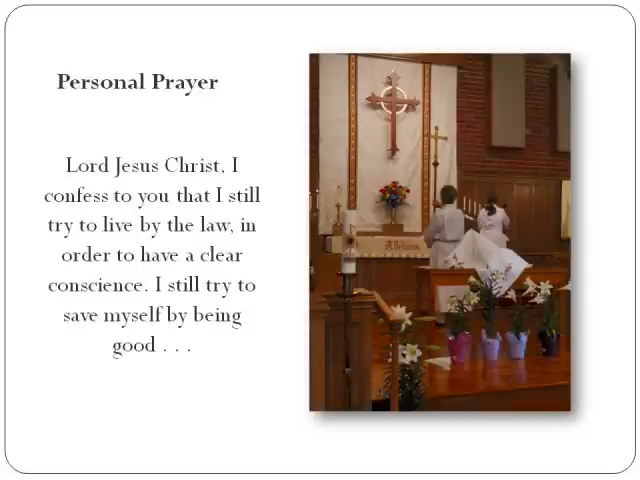 Personal Prayer
Lord Jesus Christ, I
confess to you that I still
try to live by the law, in
order to have a clear
conscience. I still try to
save myself by being
good . . .
Alleluia